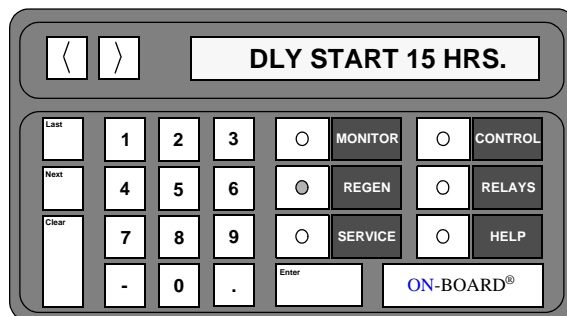 〈 〉 DLY START 15 HRS.
Last 1 2 3 MONITOR CONTROL
Next 4 5 6 REGEN RELAYS
Clear 7 8 9 SERVICE HELP
- 0 . Enter ON-BOARD®